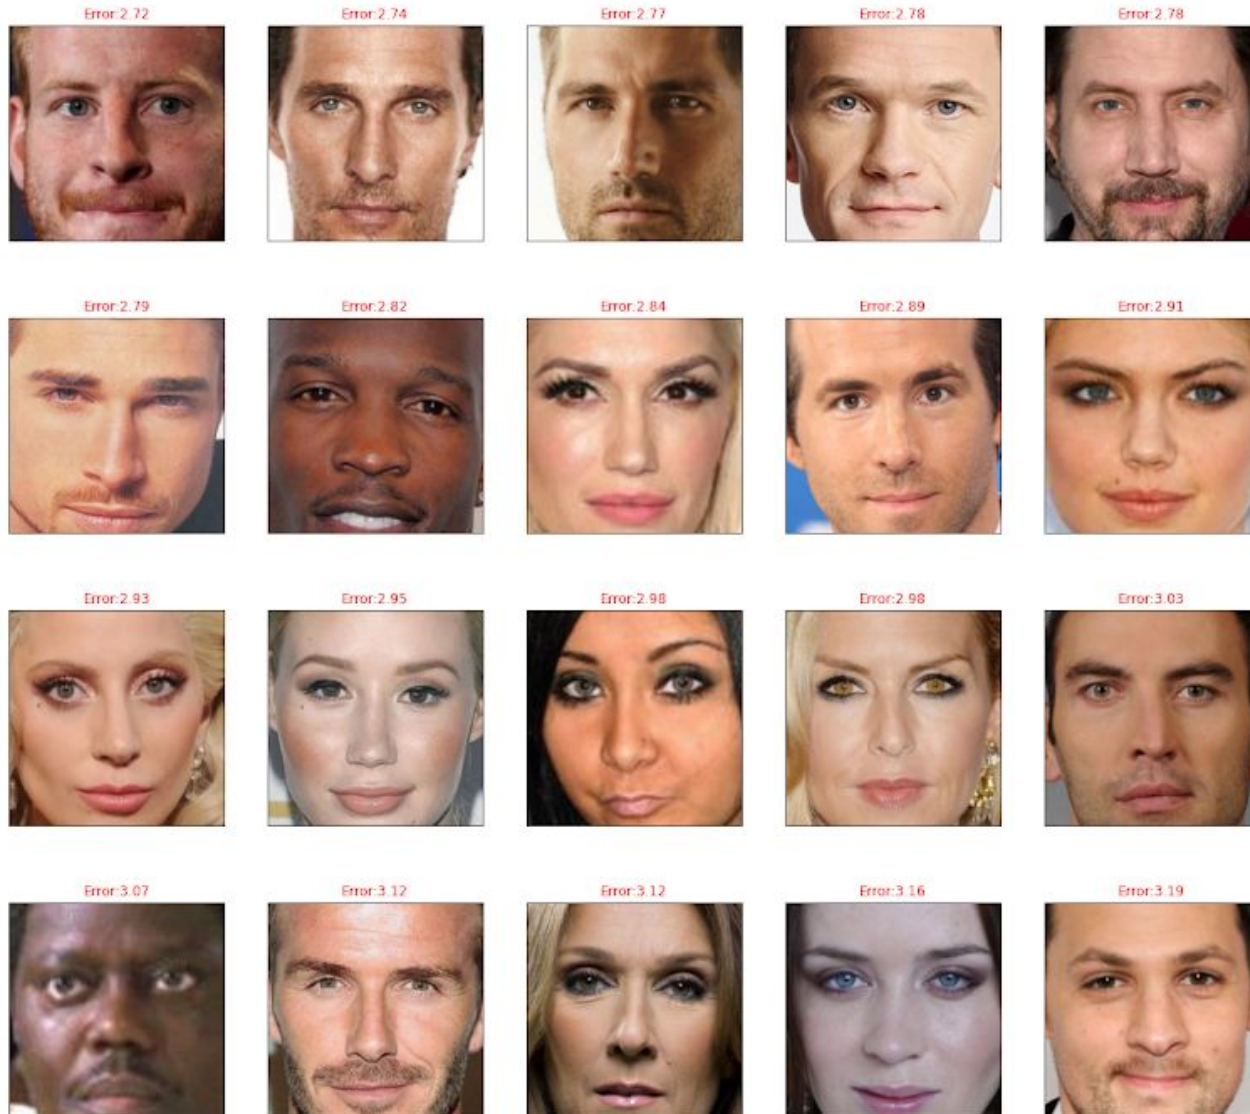 Error:2.72 Error:2.74 Error:2.77 Error:2.78 Error:2.78
Error:2.79 Error:2.82 Error:2.84 Error:2.89 Error:2.91
Error:2.93 Error:2.95 Error:2.98 Error:2.98 Error:3.03
Error:3.07 Error:3.12 Error:3.12 Error:3.16 Error:3.19